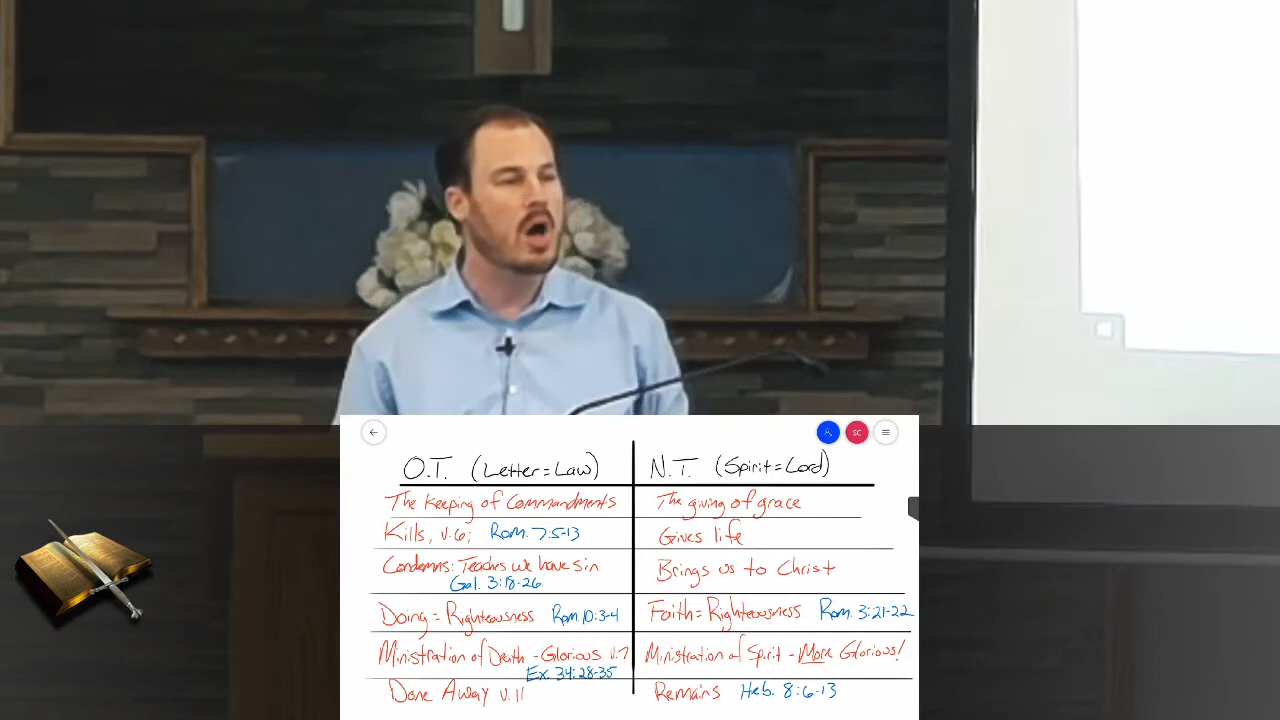 SC
O.T. (Letter=Law) N.T. (Spirit=Lord)
The Keeping of Commandments The giving of grace
Kills, v.6; Rom. 7:5-13 Gives life
Condemns: Teaches we have sin Brings us to Christ
Gal. 3:18-26
Doing = Righteousness Rom. 10:3-4 Faith = Righteousness Rom. 3:21-22
Ministration of Death - Glorious v.7 Ministration of Spirit - More Glorious!
Ex. 34:28-35
Done Away v.11 Remains Heb. 8:6-13